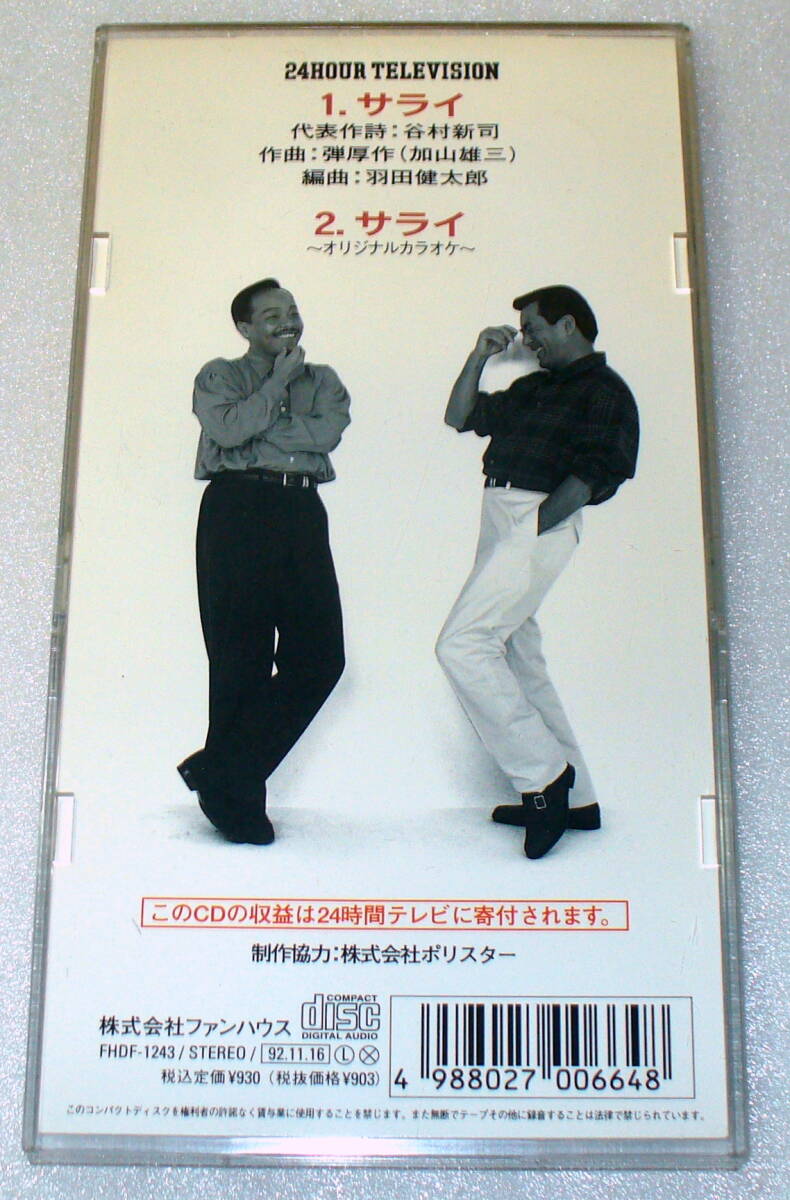 24HOUR TELEVISION
1. サライ
代表作詩：谷村新司
作曲：弾厚作（加山雄三）
編曲：羽田健太郎
2. サライ
〜オリジナルカラオケ〜
このCDの収益は24時間テレビに寄付されます。
制作協力：株式会社ポリスター
株式会社ファンハウス
COMPACT
disc
DIGITAL AUDIO
FHDF-1243 / STEREO / 92.11.16 Ⓛ
税込定価¥930（税抜価格¥903）
4 988027 006648
このコンパクトディスクを権利者の許諾なく賃与業に使用することを禁じます。また無断でテープその他に録音することは法律で禁じられています。